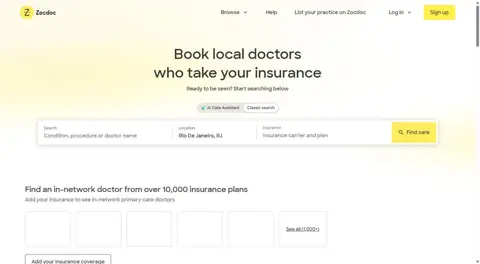 Zocdoc
Browse
Help
List your practice on Zocdoc
Log in
Sign up
Book local doctors
who take your insurance
Ready to be seen? Start searching below
AI Care Assistant
Classic search
Search
Condition, procedure or doctor name
Location
Rio De Janeiro, RJ
Insurance
Insurance carrier and plan
Find care
Find an in-network doctor from over 10,000 insurance plans
Add your insurance to see in-network primary-care doctors
See all (1,000+)
Add your insurance coverage